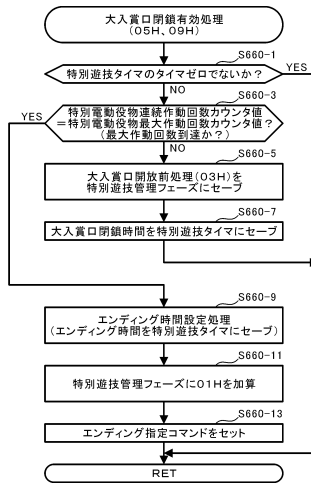 大入賞口閉鎖有効処理
(05H、09H)
S660-1
特別遊技タイマのタイマゼロでないか?
YES
NO
S660-3
YES
特別電動役物連続作動回数カウンタ値
=特別電動役物最大作動回数カウンタ値?
(最大作動回数到達か?)
NO
S660-5
大入賞口開放前処理(03H)を
特別遊技管理フェーズにセーブ
S660-7
大入賞口閉鎖時間を特別遊技タイマにセーブ
S660-9
エンディング時間設定処理
(エンディング時間を特別遊技タイマにセーブ)
S660-11
特別遊技管理フェーズに01Hを加算
S660-13
エンディング指定コマンドをセット
RET